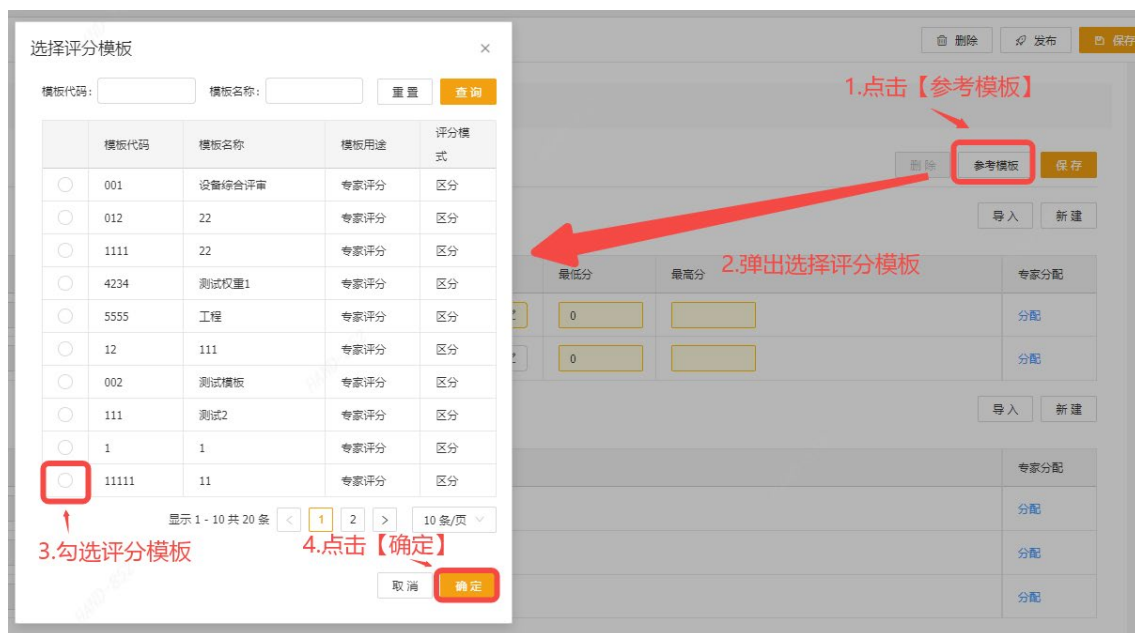 选择评分模板
×
删除
发布
保存
模板代码:
模板名称:
重置
查询
1.点击【参考模板】
模板代码 模板名称 模板用途 评分模式
001 设备综合评审 专家评分 区分
012 22 专家评分 区分
1111 22 专家评分 区分
4234 测试权重1 专家评分 区分
5555 工程 专家评分 区分
12 111 专家评分 区分
002 测试模板 专家评分 区分
111 测试2 专家评分 区分
1 1 专家评分 区分
11111 11 专家评分 区分
显示 1 - 10 共 20 条 < 1 2 > 10 条/页
3.勾选评分模板
4.点击【确定】
取消
确定
删除
参考模板
保存
导入
新建
2.弹出选择评分模板
最低分 最高分 专家分配
0 分配
0 分配
导入
新建
专家分配
分配
分配
分配